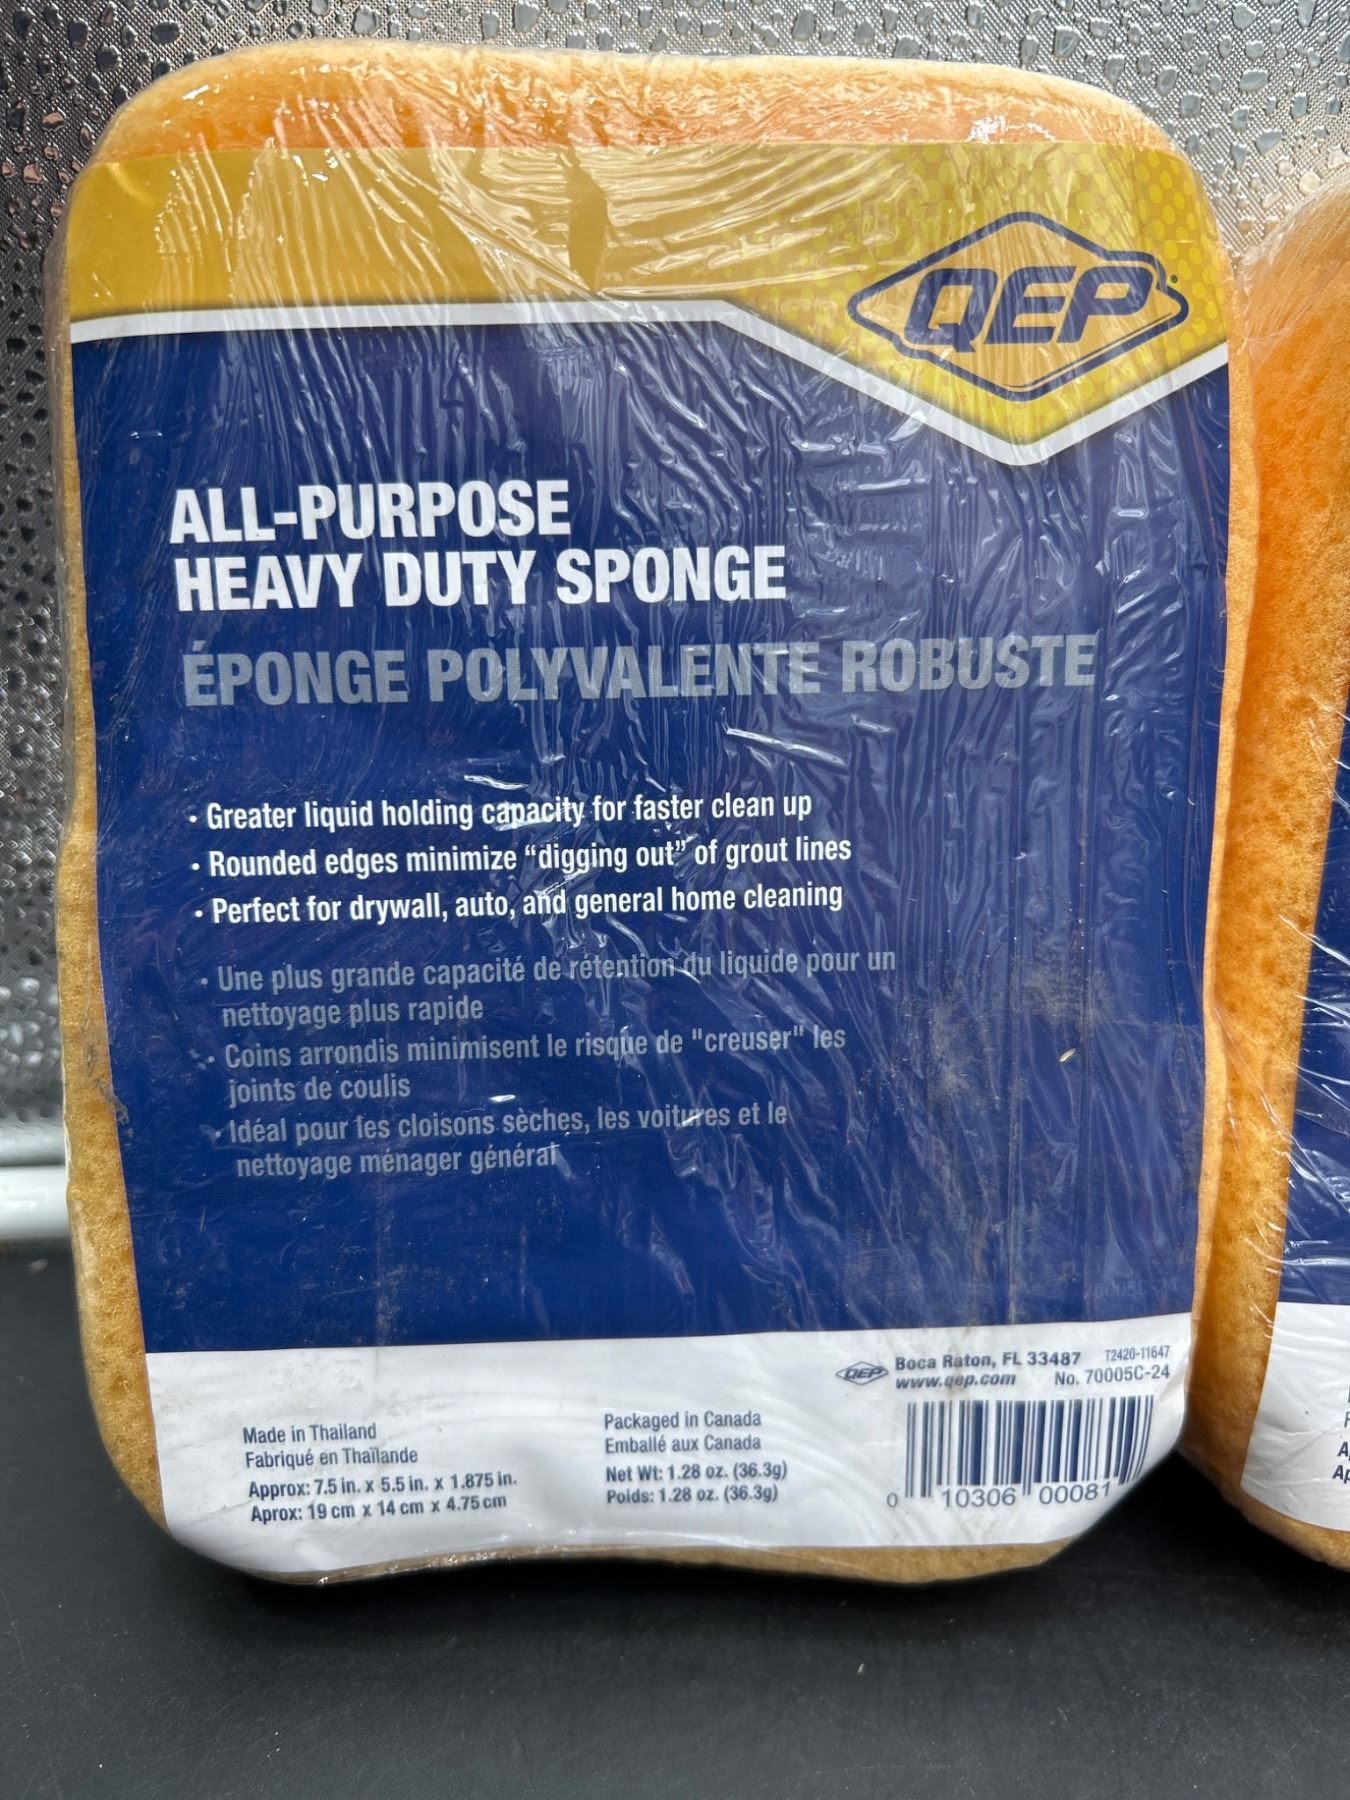 QEP
ALL-PURPOSE
HEAVY DUTY SPONGE
ÉPONGE POLYVALENTE ROBUSTE
• Greater liquid holding capacity for faster clean up
• Rounded edges minimize “digging out” of grout lines
• Perfect for drywall, auto, and general home cleaning
• Une plus grande capacité de rétention du liquide pour un
nettoyage plus rapide
• Coins arrondis minimisent le risque de "creuser" les
joints de coulis
• Idéal pour les cloisons sèches, les voitures et le
nettoyage ménager général
QEP
Boca Raton, FL 33487 T2420-11647
www.qep.com No. 70005C-24
Made in Thailand
Fabriqué en Thaïlande
Approx: 7.5 in. x 5.5 in. x 1.875 in.
Aprox: 19 cm x 14 cm x 4.75 cm
Packaged in Canada
Emballé aux Canada
Net Wt: 1.28 oz. (36.3g)
Poids: 1.28 oz. (36.3g)
0 10306 00081